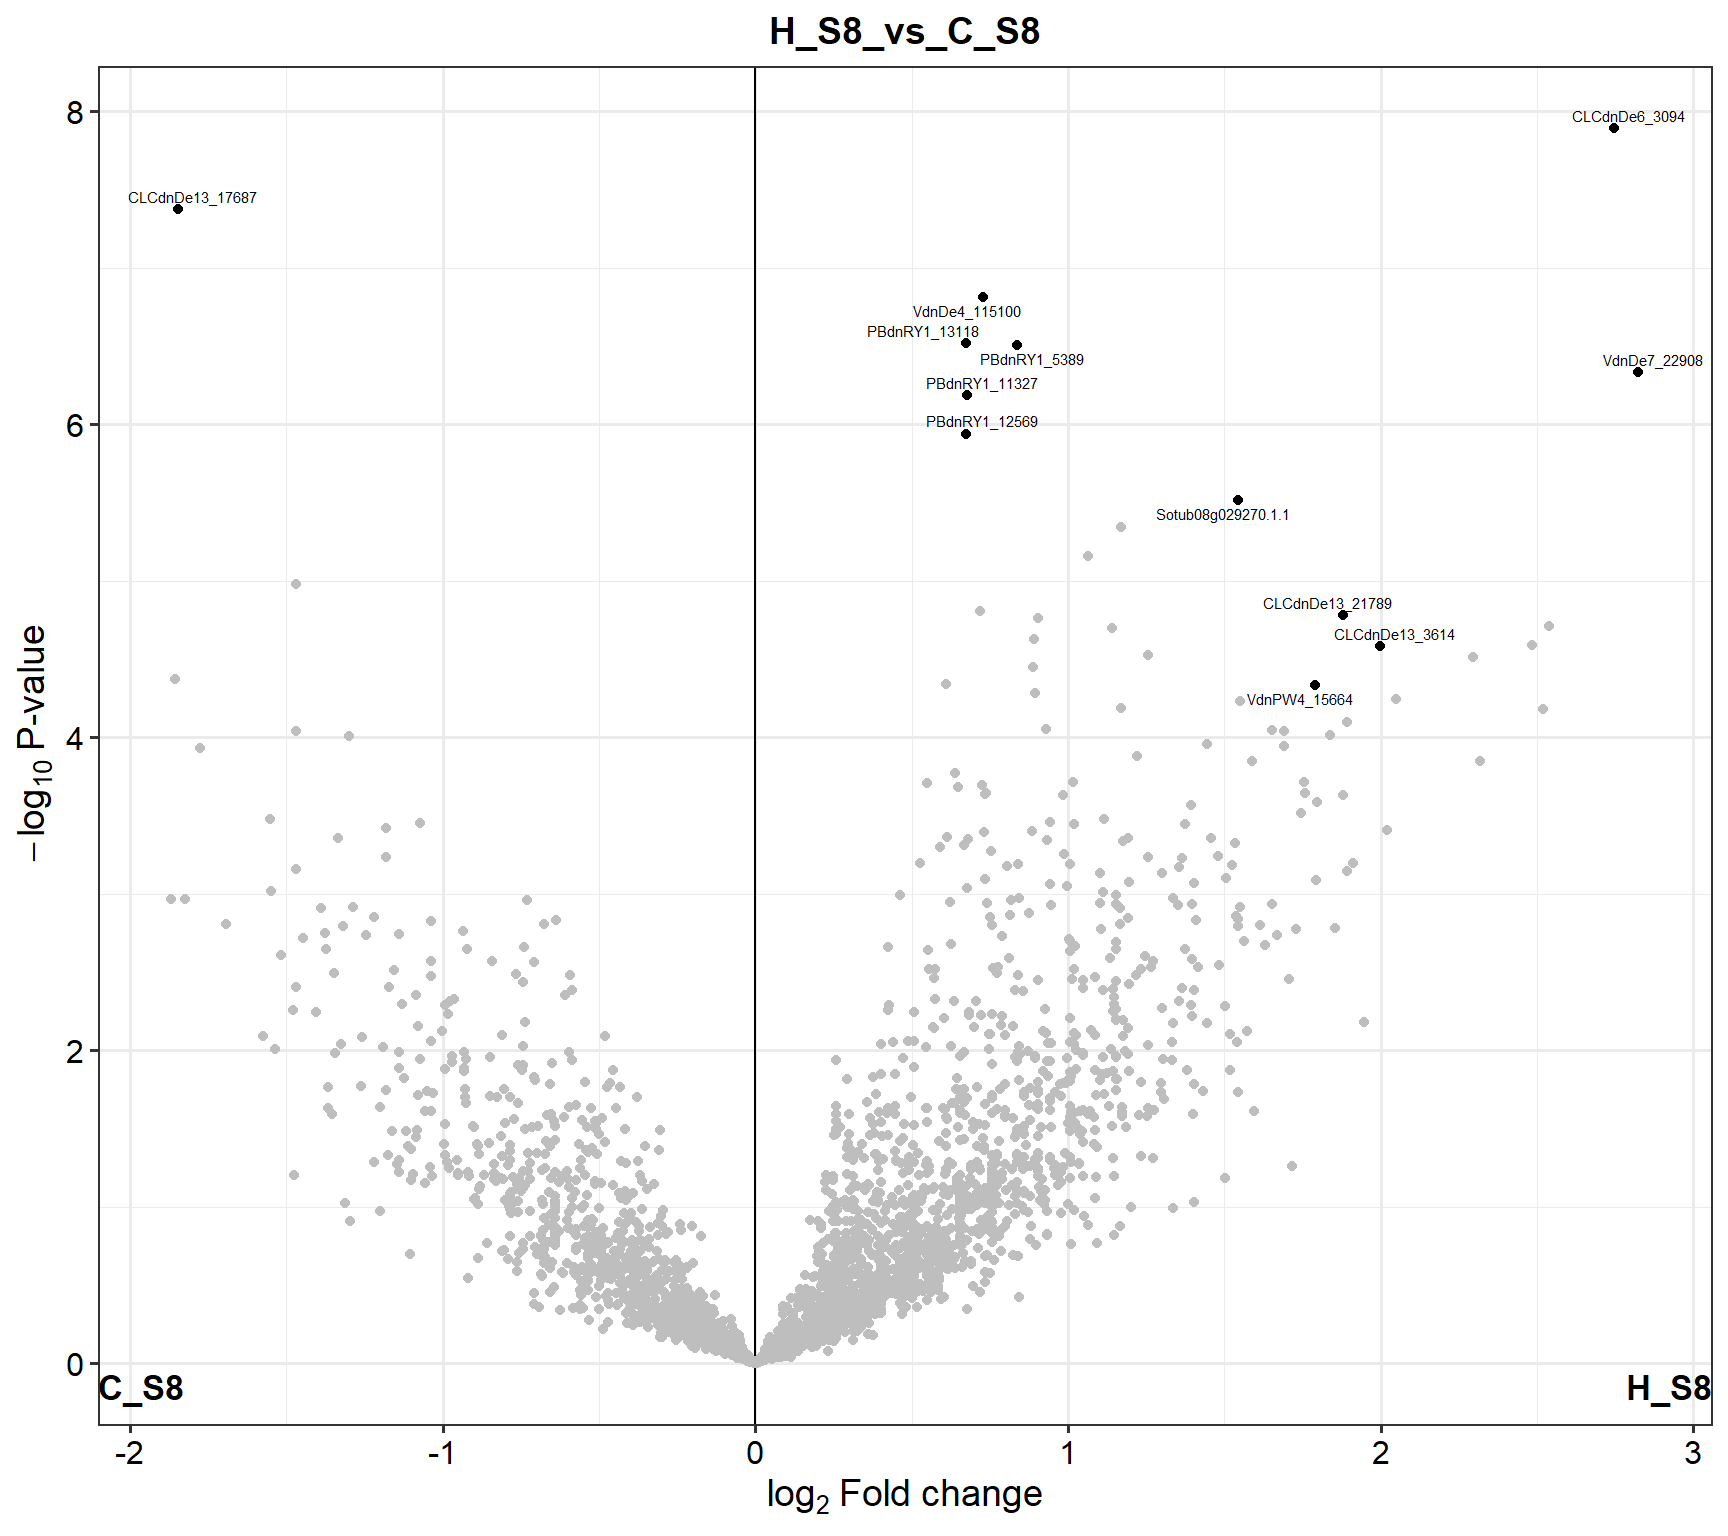 H_S8_vs_C_S8
8
6
4
2
0
−log10 P-value
CLCdnDe6_3094
CLCdnDe13_17687
VdnDe4_115100
PBdnRY1_13118
PBdnRY1_5389
VdnDe7_22908
PBdnRY1_11327
PBdnRY1_12569
Sotub08g029270.1.1
CLCdnDe13_21789
CLCdnDe13_3614
VdnPW4_15664
C_S8
H_S8
-2 -1 0 1 2 3
log2 Fold change